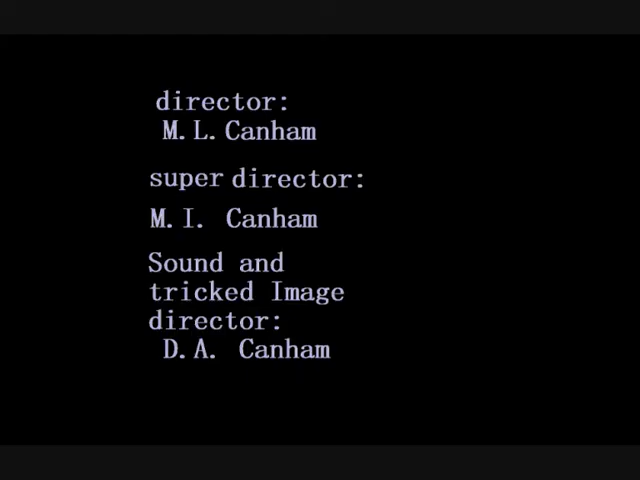 director:
M.L.Canham
super director:
M.I. Canham
Sound and
tricked Image
director:
D.A. Canham